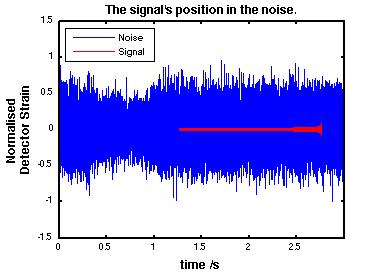 The signal's position in the noise.
Noise
Signal
Normalised
Detector Strain
1.5
1
0.5
0
-0.5
-1
-1.5
0 0.5 1 1.5 2 2.5
time /s